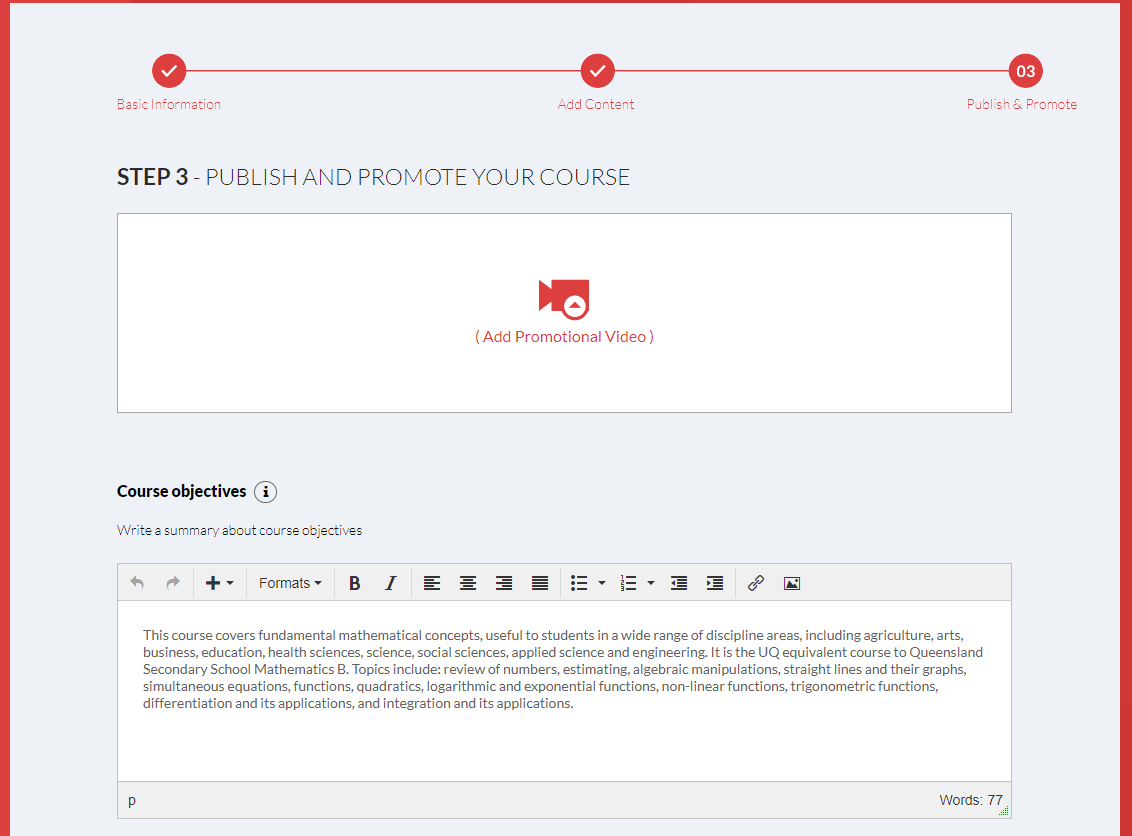 03
Basic Information
Add Content
Publish & Promote
STEP 3 - PUBLISH AND PROMOTE YOUR COURSE
( Add Promotional Video )
Course objectives i
Write a summary about course objectives
Formats B I
This course covers fundamental mathematical concepts, useful to students in a wide range of discipline areas, including agriculture, arts,
business, education, health sciences, science, social sciences, applied science and engineering. It is the UQ equivalent course to Queensland
Secondary School Mathematics B. Topics include: review of numbers, estimating, algebraic manipulations, straight lines and their graphs,
simultaneous equations, functions, quadratics, logarithmic and exponential functions, non-linear functions, trigonometric functions,
differentiation and its applications, and integration and its applications.
p
Words: 77